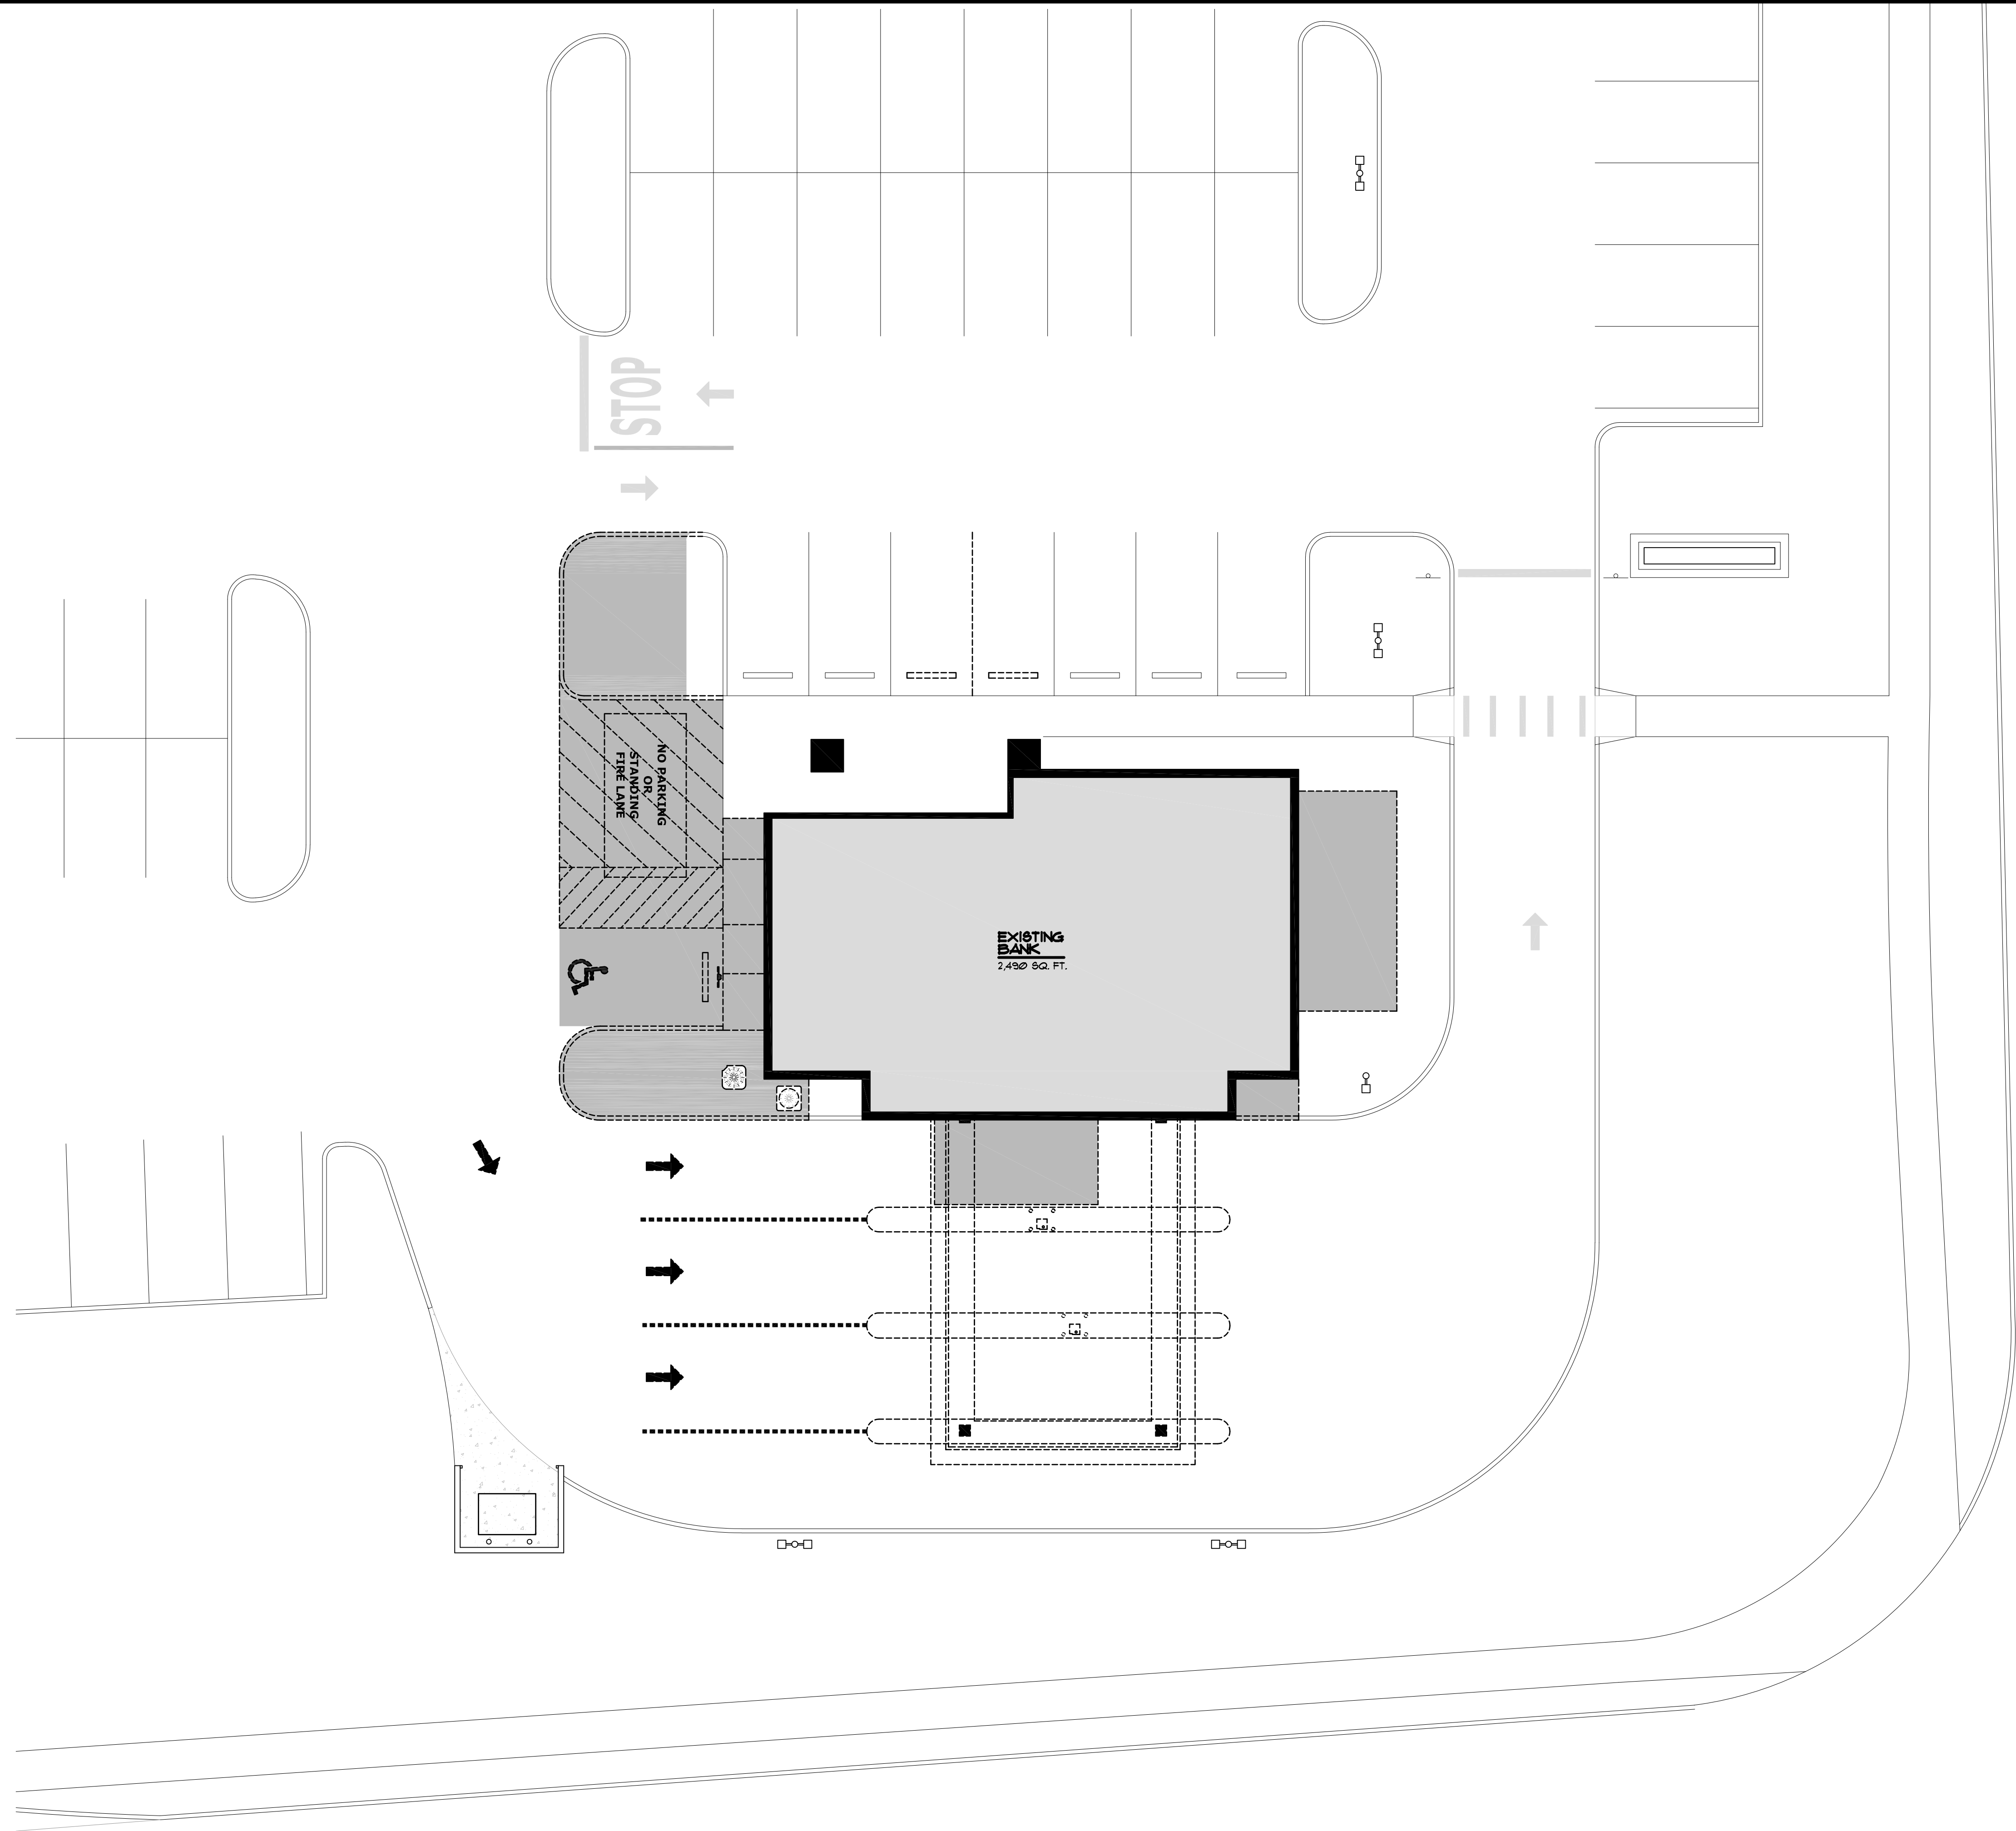 STOP
NO PARKING
OR
STANDING
FIRE LANE
EXISTING
BANK
2,490 SQ. FT.